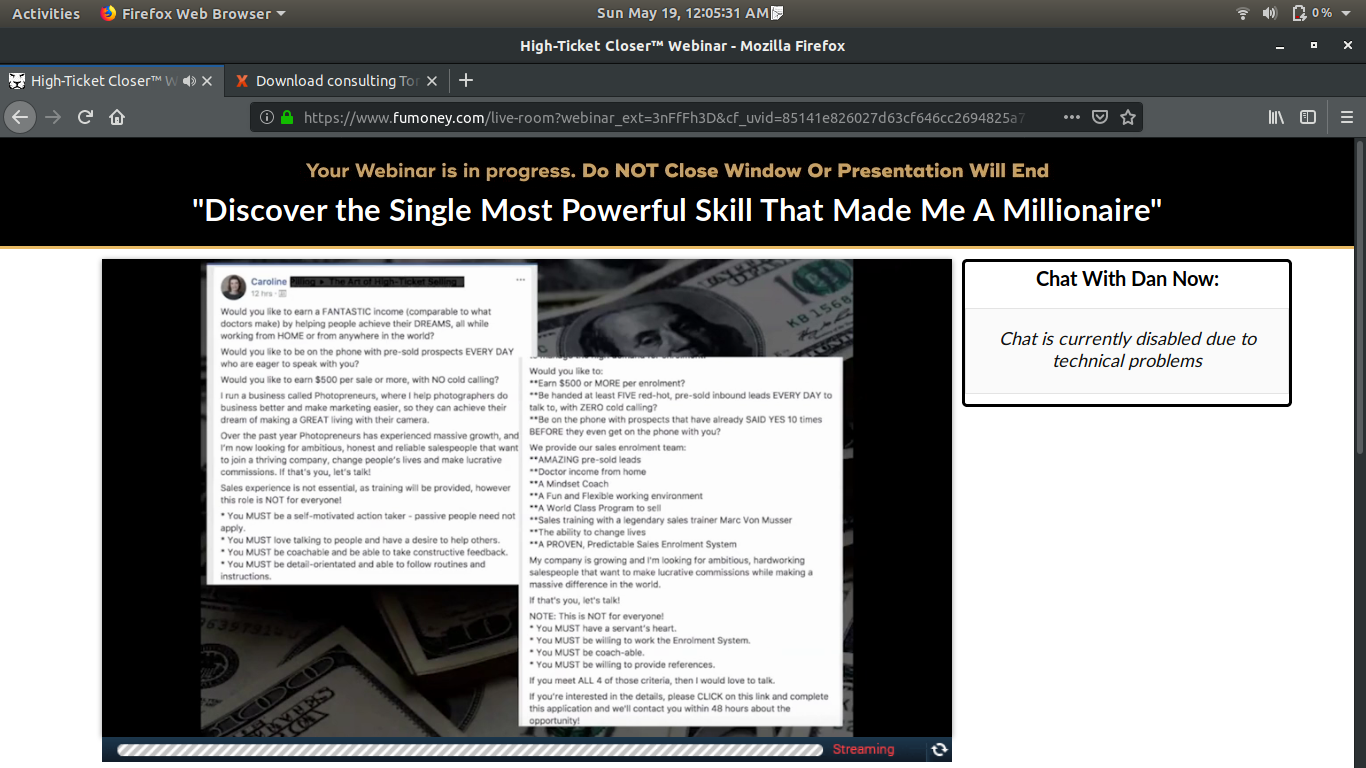 Activities
Firefox Web Browser
Sun May 19, 12:05:31 AM
0 %
High-Ticket Closer™ Webinar - Mozilla Firefox
High-Ticket Closer™ W
Download consulting Tor
https://www.fumoney.com/live-room?webinar_ext=3nFfFh3D&cf_uvid=85141e826027d63cf646cc2694825a7
Your Webinar is in progress. Do NOT Close Window Or Presentation Will End
"Discover the Single Most Powerful Skill That Made Me A Millionaire"
Caroline
The Art of High-Ticket Selling
12 hrs
Would you like to earn a FANTASTIC income (comparable to what
doctors make) by helping people achieve their DREAMS, all while
working from HOME or from anywhere in the world?
Would you like to be on the phone with pre-sold prospects EVERY DAY
who are eager to speak with you?
Would you like to earn $500 per sale or more, with NO cold calling?
I run a business called Photopreneurs, where I help photographers do
business better and make marketing easier, so they can achieve their
dream of making a GREAT living with their camera.
Over the past year Photopreneurs has experienced massive growth, and
I'm now looking for ambitious, honest and reliable salespeople that want
to join a thriving company, change people's lives and make lucrative
commissions. If that's you, let's talk!
Sales experience is not essential, as training will be provided, however
this role is NOT for everyone!
* You MUST be a self-motivated action taker - passive people need not
apply.
* You MUST love talking to people and have a desire to help others.
* You MUST be coachable and be able to take constructive feedback.
* You MUST be detail-orientated and able to follow routines and
instructions.
Would you like to:
**Earn $500 or MORE per enrolment?
**Be handed at least FIVE red-hot, pre-sold inbound leads EVERY DAY to
talk to, with ZERO cold calling?
**Be on the phone with prospects that have already SAID YES 10 times
BEFORE they even get on the phone with you?
We provide our sales enrolment team:
**AMAZING pre-sold leads
**Doctor income from home
**A Mindset Coach
**A Fun and Flexible working environment
**A World Class Program to sell
**Sales training with a legendary sales trainer Marc Von Musser
**The ability to change lives
**A PROVEN, Predictable Sales Enrolment System
My company is growing and I'm looking for ambitious, hardworking
salespeople that want to make lucrative commissions while making a
massive difference in the world.
If that's you, let's talk!
NOTE: This is NOT for everyone!
* You MUST have a servant's heart.
* You MUST be willing to work the Enrolment System.
* You MUST be coach-able.
* You MUST be willing to provide references.
If you meet ALL 4 of those criteria, then I would love to talk.
If you're interested in the details, please CLICK on this link and complete
this application and we'll contact you within 48 hours about the
opportunity!
Streaming
Chat With Dan Now:
Chat is currently disabled due to
technical problems